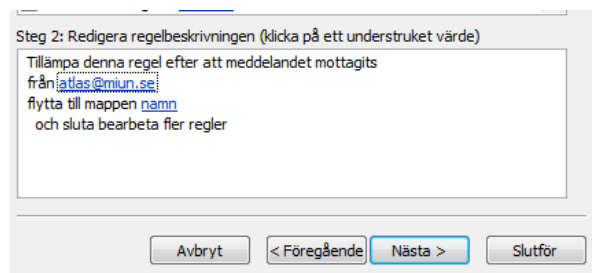 Steg 2: Redigera regelbeskrivningen (klicka på ett understruket värde)
Tillämpa denna regel efter att meddelandet mottagits
från atlas@miun.se
flytta till mappen namn
och sluta bearbeta fler regler
Avbryt
< Föregående
Nästa >
Slutför